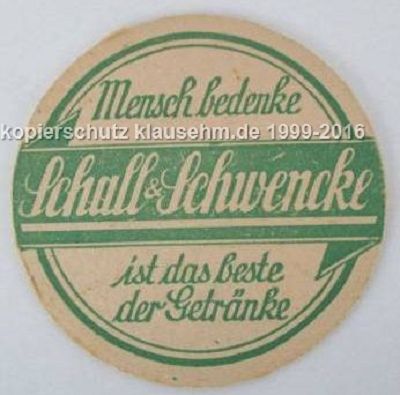 Mensch bedenke
kopierschutz klausehm.de 1999-2016
Schall & Schwencke
ist das beste
der Getränke